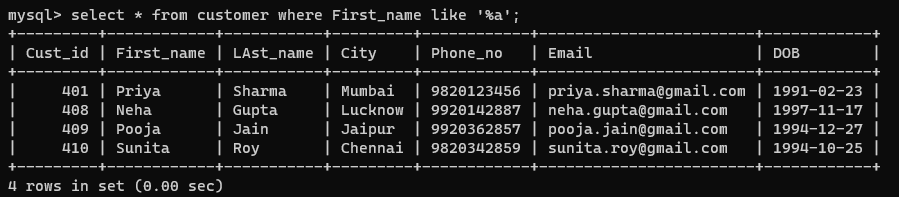 mysql> select * from customer where First_name like '%a';
+---------+------------+-----------+---------+------------+------------------------+------------+
| Cust_id | First_name | LAst_name | City    | Phone_no   | Email                  | DOB        |
+---------+------------+-----------+---------+------------+------------------------+------------+
|     401 | Priya      | Sharma    | Mumbai  | 9820123456 | priya.sharma@gmail.com | 1991-02-23 |
|     408 | Neha       | Gupta     | Lucknow | 9920142887 | neha.gupta@gmail.com   | 1997-11-17 |
|     409 | Pooja      | Jain      | Jaipur  | 9920362857 | pooja.jain@gmail.com   | 1994-12-27 |
|     410 | Sunita     | Roy       | Chennai | 9820342859 | sunita.roy@gmail.com   | 1994-10-25 |
+---------+------------+-----------+---------+------------+------------------------+------------+
4 rows in set (0.00 sec)